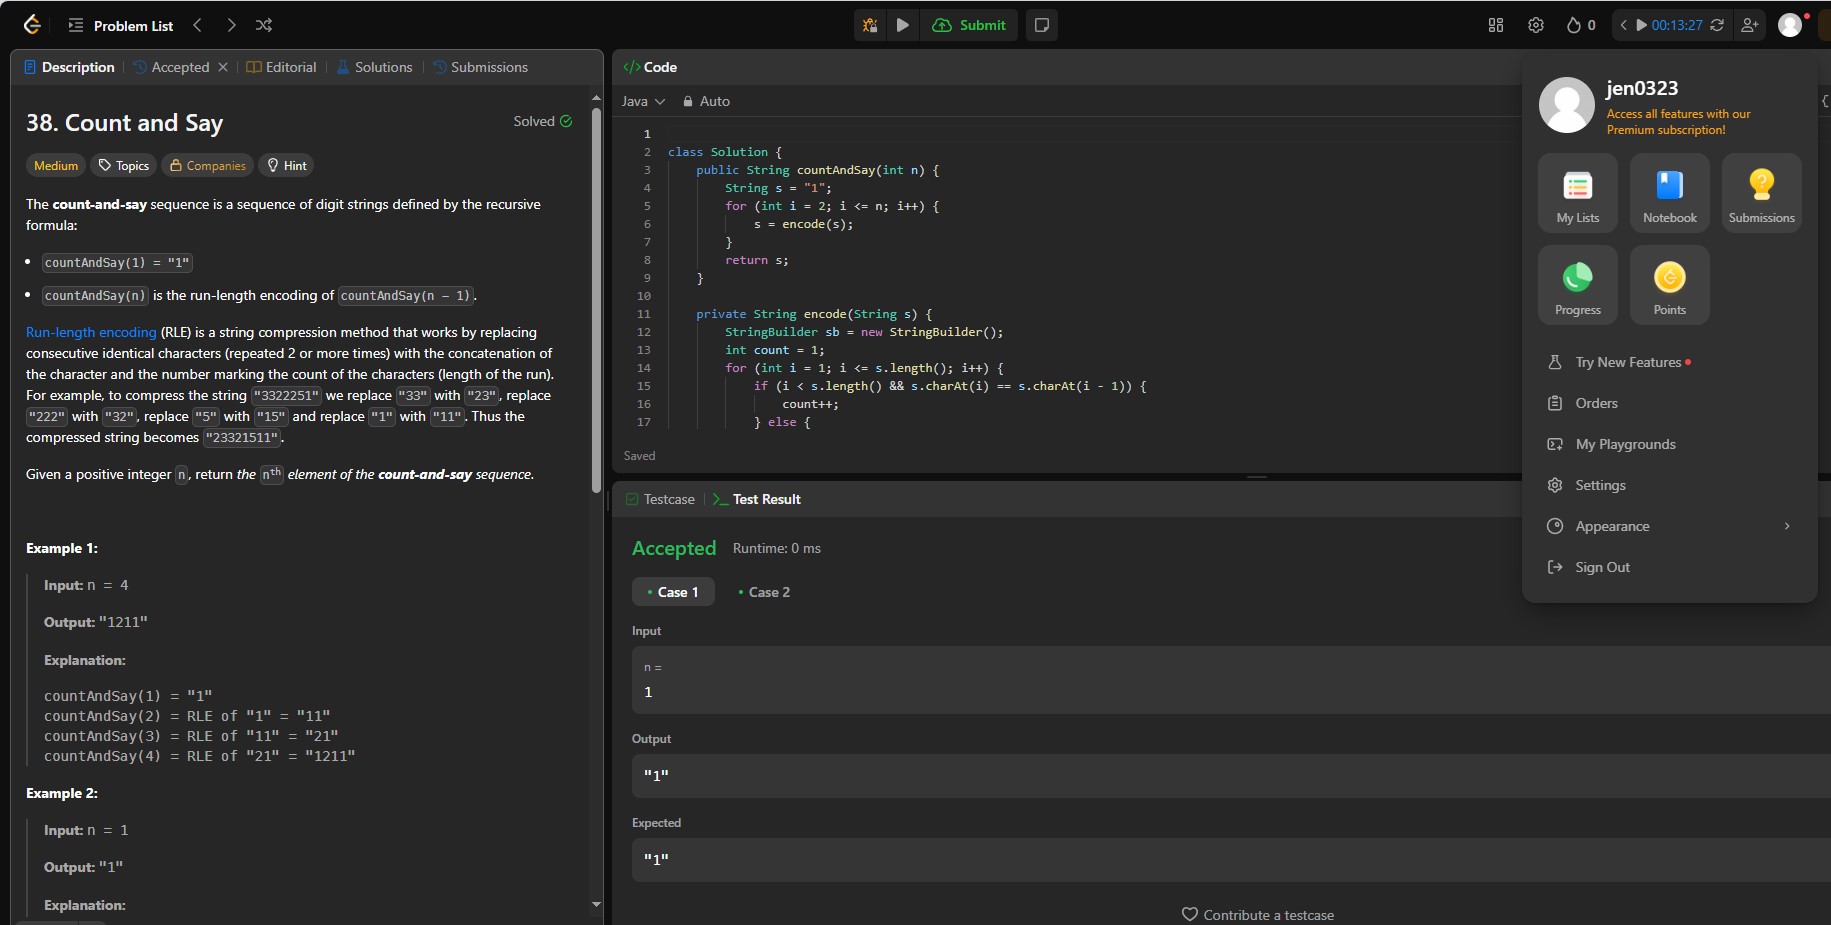 Problem List
Submit
0
00:13:27
Description
Accepted
Editorial
Solutions
Submissions
38. Count and Say
Solved
Medium
Topics
Companies
Hint
The count-and-say sequence is a sequence of digit strings defined by the recursive
formula:
• countAndSay(1) = "1"
• countAndSay(n) is the run-length encoding of countAndSay(n - 1).
Run-length encoding (RLE) is a string compression method that works by replacing
consecutive identical characters (repeated 2 or more times) with the concatenation of
the character and the number marking the count of the characters (length of the run).
For example, to compress the string "3322251" we replace "33" with "23", replace
"222" with "32", replace "5" with "15" and replace "1" with "11". Thus the
compressed string becomes "23321511".
Given a positive integer n, return the nth element of the count-and-say sequence.
Example 1:
Input: n = 4
Output: "1211"
Explanation:
countAndSay(1) = "1"
countAndSay(2) = RLE of "1" = "11"
countAndSay(3) = RLE of "11" = "21"
countAndSay(4) = RLE of "21" = "1211"
Example 2:
Input: n = 1
Output: "1"
Explanation:
</> Code
Java
Auto
{
1
2 class Solution {
3 public String countAndSay(int n) {
4 String s = "1";
5 for (int i = 2; i <= n; i++) {
6 s = encode(s);
7 }
8 return s;
9 }
10
11 private String encode(String s) {
12 StringBuilder sb = new StringBuilder();
13 int count = 1;
14 for (int i = 1; i <= s.length(); i++) {
15 if (i < s.length() && s.charAt(i) == s.charAt(i - 1)) {
16 count++;
17 } else {
Saved
Testcase
Test Result
Accepted
Runtime: 0 ms
• Case 1
• Case 2
Input
n =
1
Output
"1"
Expected
"1"
Contribute a testcase
jen0323
Access all features with our
Premium subscription!
My Lists
Notebook
Submissions
Progress
Points
Try New Features
Orders
My Playgrounds
Settings
Appearance
Sign Out